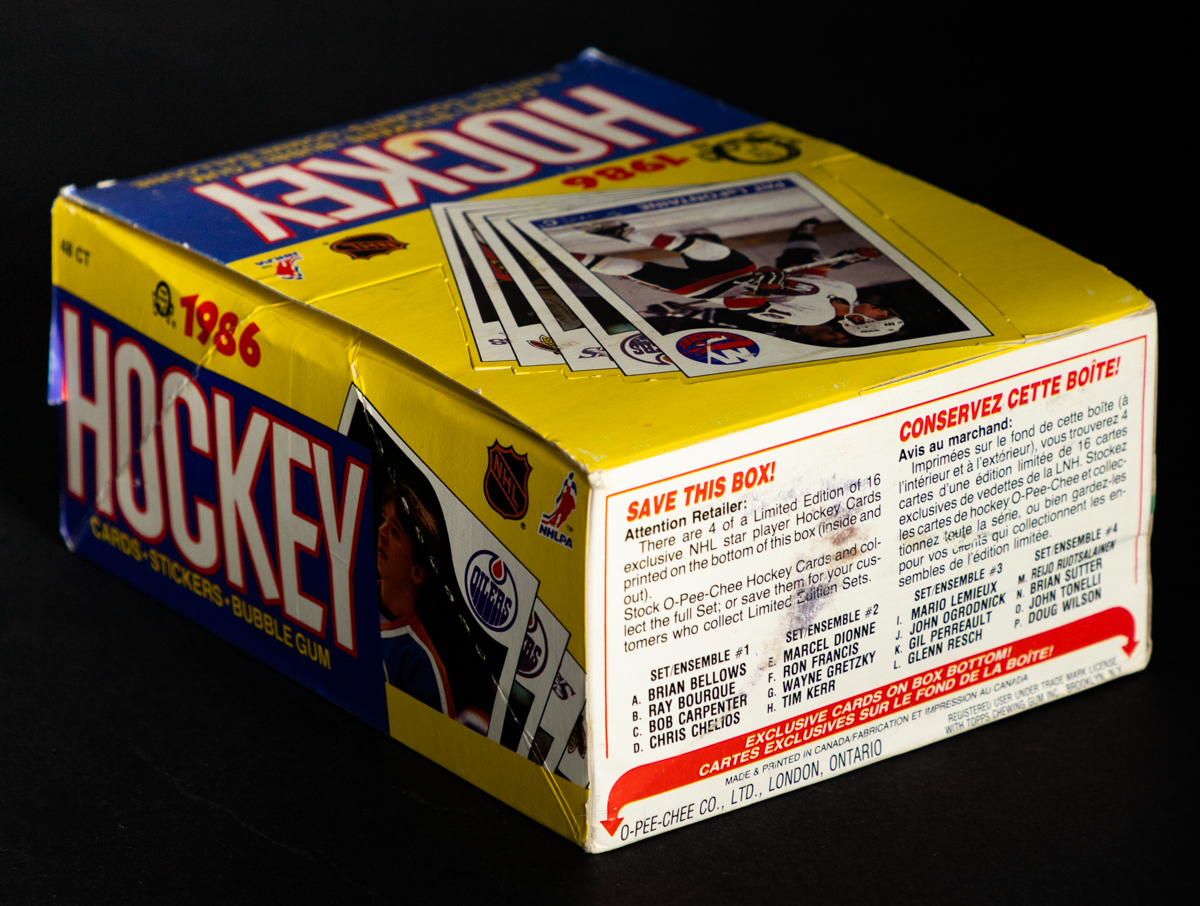 HOCKEY
CARDS • STICKERS • BUBBLE GUM
1986
NHL
NHLPA
PAT LaFONTAINE
48 CT
1986
HOCKEY
CARDS • STICKERS • BUBBLE GUM
NHL
NHLPA
OILERS
SAVE THIS BOX!
Attention Retailer:
There are 4 of a Limited Edition of 16
exclusive NHL star player Hockey Cards
printed on the bottom of this box (inside and
out).
Stock O-Pee-Chee Hockey Cards and col-
lect the full Set; or save them for your cus-
tomers who collect Limited Edition Sets.
CONSERVEZ CETTE BOÎTE!
Avis au marchand:
Imprimées sur le fond de cette boîte (à
l'intérieur et à l'extérieur), vous trouverez 4
cartes d'une édition limitée de 16 cartes
exclusives de vedettes de la LNH. Stockez
les cartes de hockey O-Pee-Chee et collec-
tionnez toute la série, ou bien gardez-les
pour vos clients qui collectionnent les en-
sembles de l'édition limitée.
SET/ENSEMBLE #1
A. BRIAN BELLOWS
B. RAY BOURQUE
C. BOB CARPENTER
D. CHRIS CHELIOS
SET/ENSEMBLE #2
E. MARCEL DIONNE
F. RON FRANCIS
G. WAYNE GRETZKY
H. TIM KERR
SET/ENSEMBLE #3
I. MARIO LEMIEUX
J. JOHN OGRODNICK
K. GIL PERREAULT
L. GLENN RESCH
SET/ENSEMBLE #4
M. REIJO RUOTSALAINEN
N. BRIAN SUTTER
O. JOHN TONELLI
P. DOUG WILSON
EXCLUSIVE CARDS ON BOX BOTTOM!
CARTES EXCLUSIVES SUR LE FOND DE LA BOÎTE!
MADE & PRINTED IN CANADA/FABRICATION ET IMPRESSION AU CANADA
O-PEE-CHEE CO., LTD., LONDON, ONTARIO
REGISTERED USER UNDER TRADE MARK LICENSE
WITH TOPPS CHEWING GUM INC., BROOKLYN, N.Y.